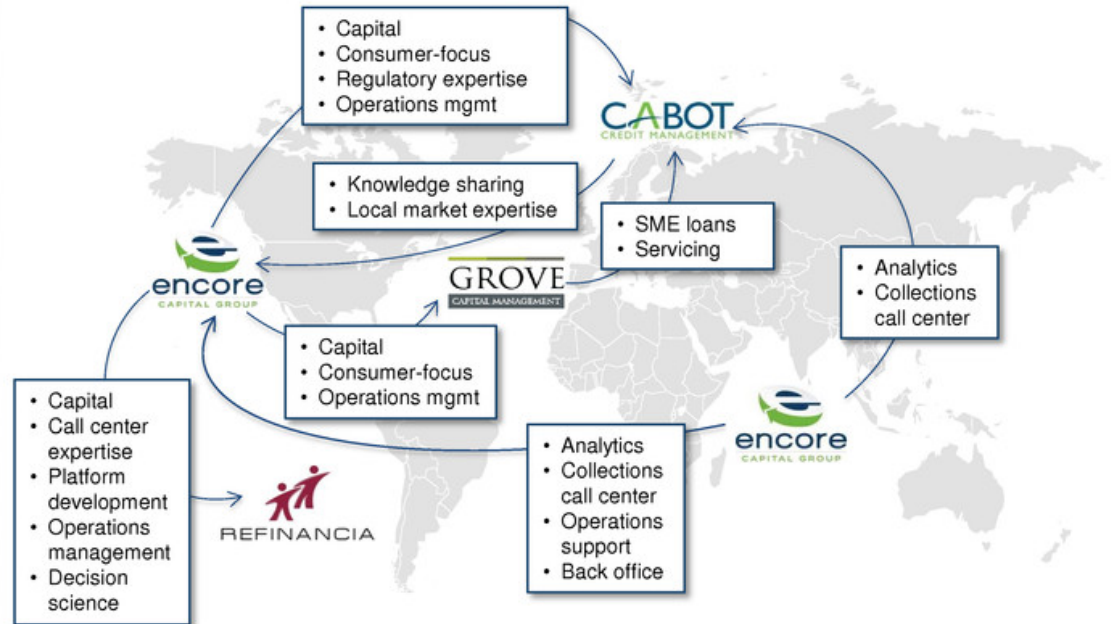 • Capital
• Consumer-focus
• Regulatory expertise
• Operations mgmt
CABOT
CREDIT MANAGEMENT
• Knowledge sharing
• Local market expertise
• SME loans
• Servicing
encore
CAPITAL GROUP
GROVE
CAPITAL MANAGEMENT
• Analytics
• Collections
call center
• Capital
• Consumer-focus
• Operations mgmt
• Capital
• Call center
expertise
• Platform
development
• Operations
management
• Decision
science
REFINANCIA
• Analytics
• Collections
call center
• Operations
support
• Back office
encore
CAPITAL GROUP